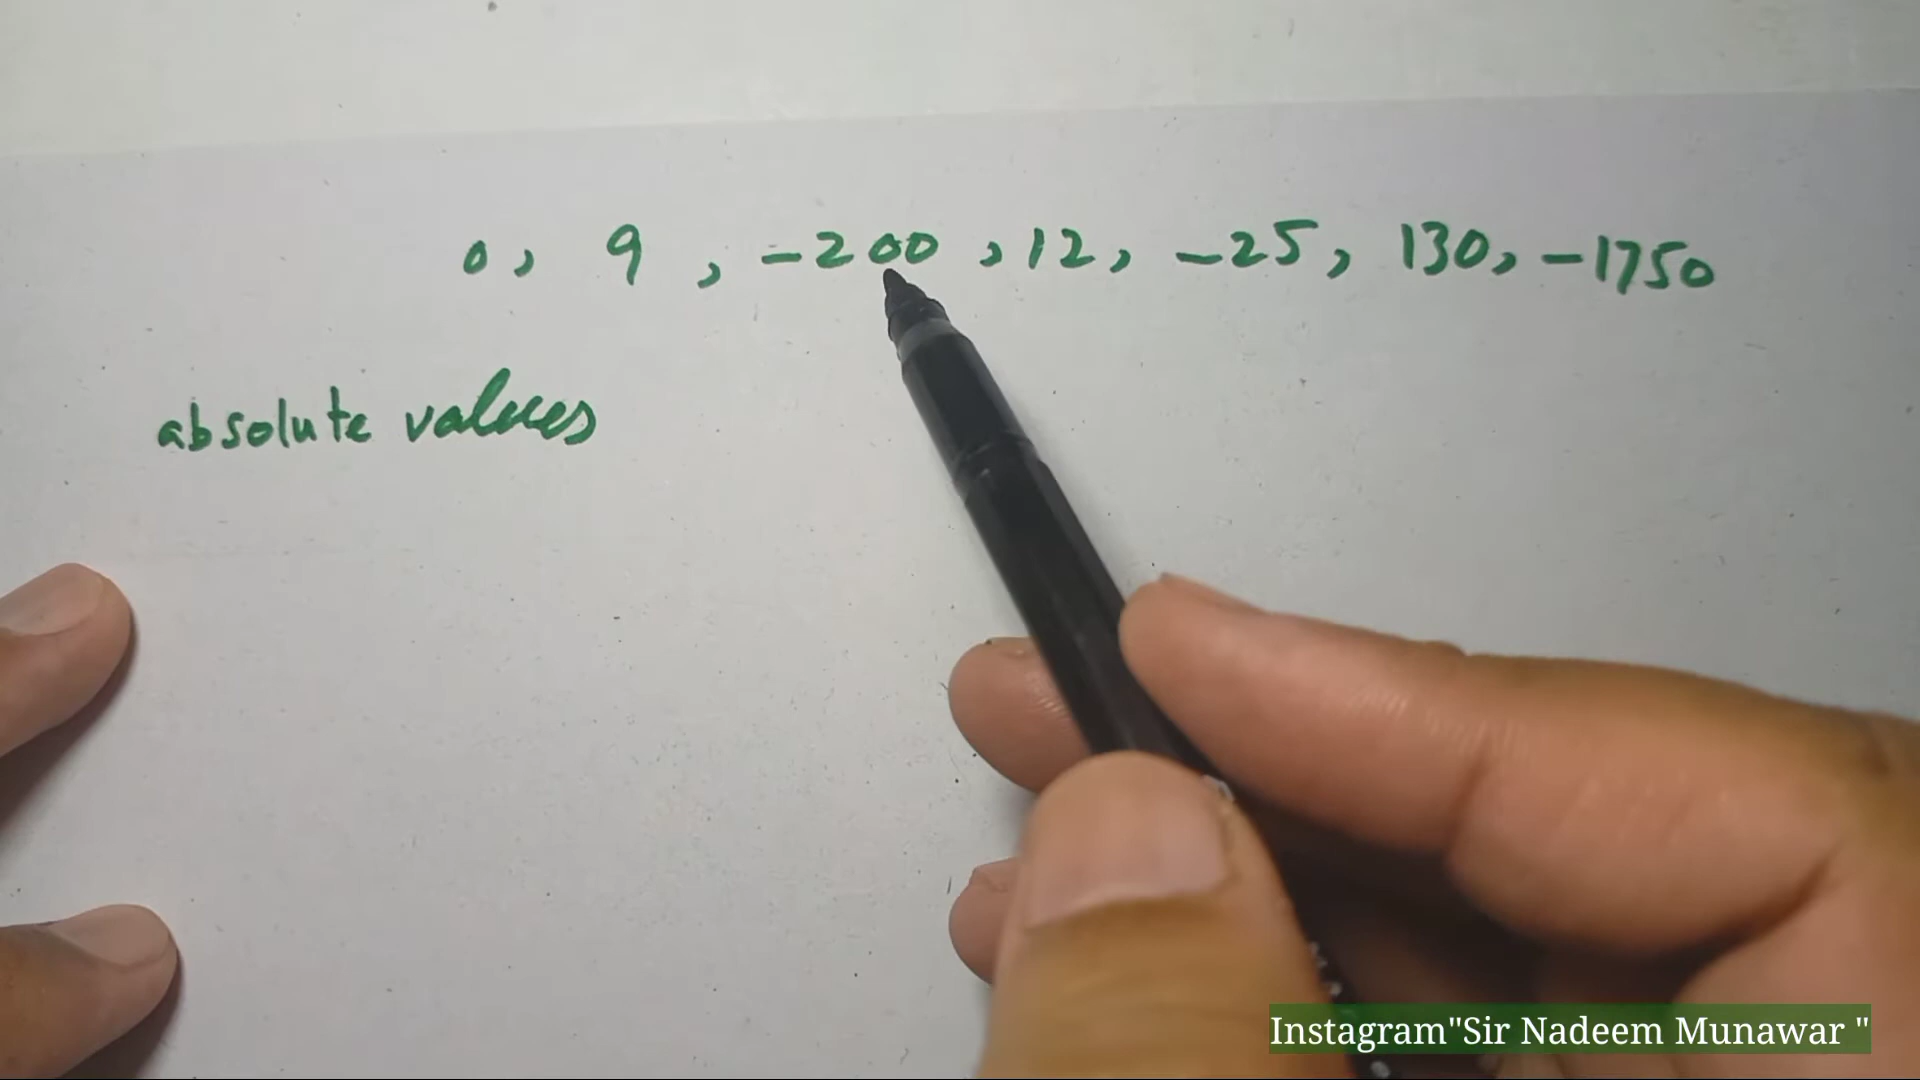 0, 9, -200, 12, -25, 130, -1750
absolute values
Instagram"Sir Nadeem Munawar "